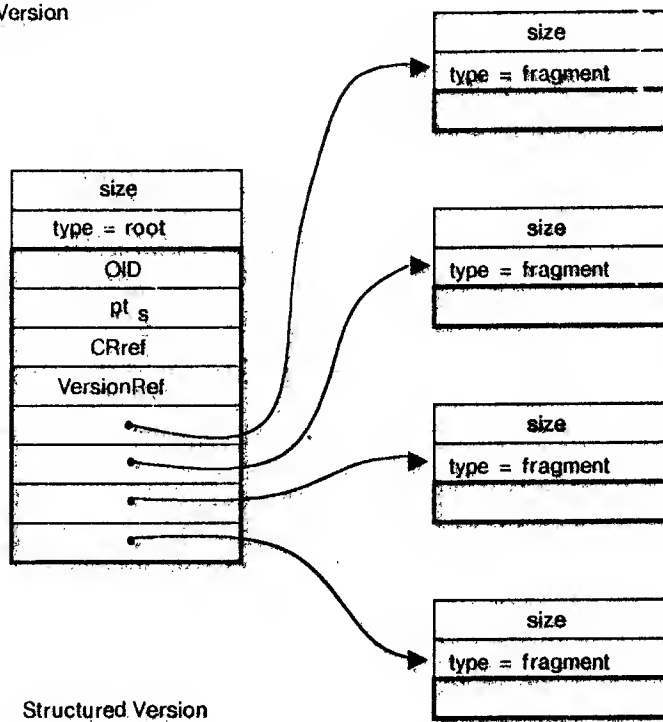 Version
size
type = fragment
size
type = root
OID
pt s
CRref
VersionRef
size
type = fragment
size
type = fragment
size
type = fragment
Structured Version